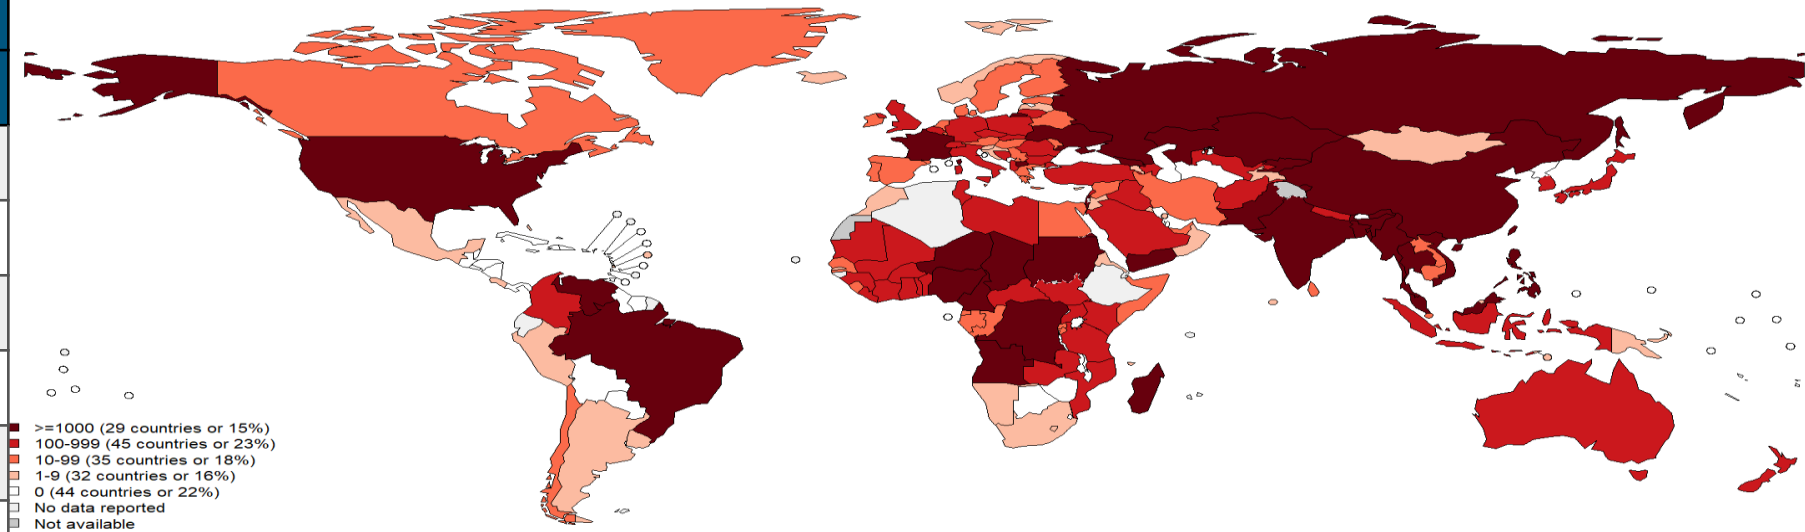 >=1000 (29 countries or 15%)
100-999 (45 countries or 23%)
10-99 (35 countries or 18%)
1-9 (32 countries or 16%)
0 (44 countries or 22%)
No data reported
Not available